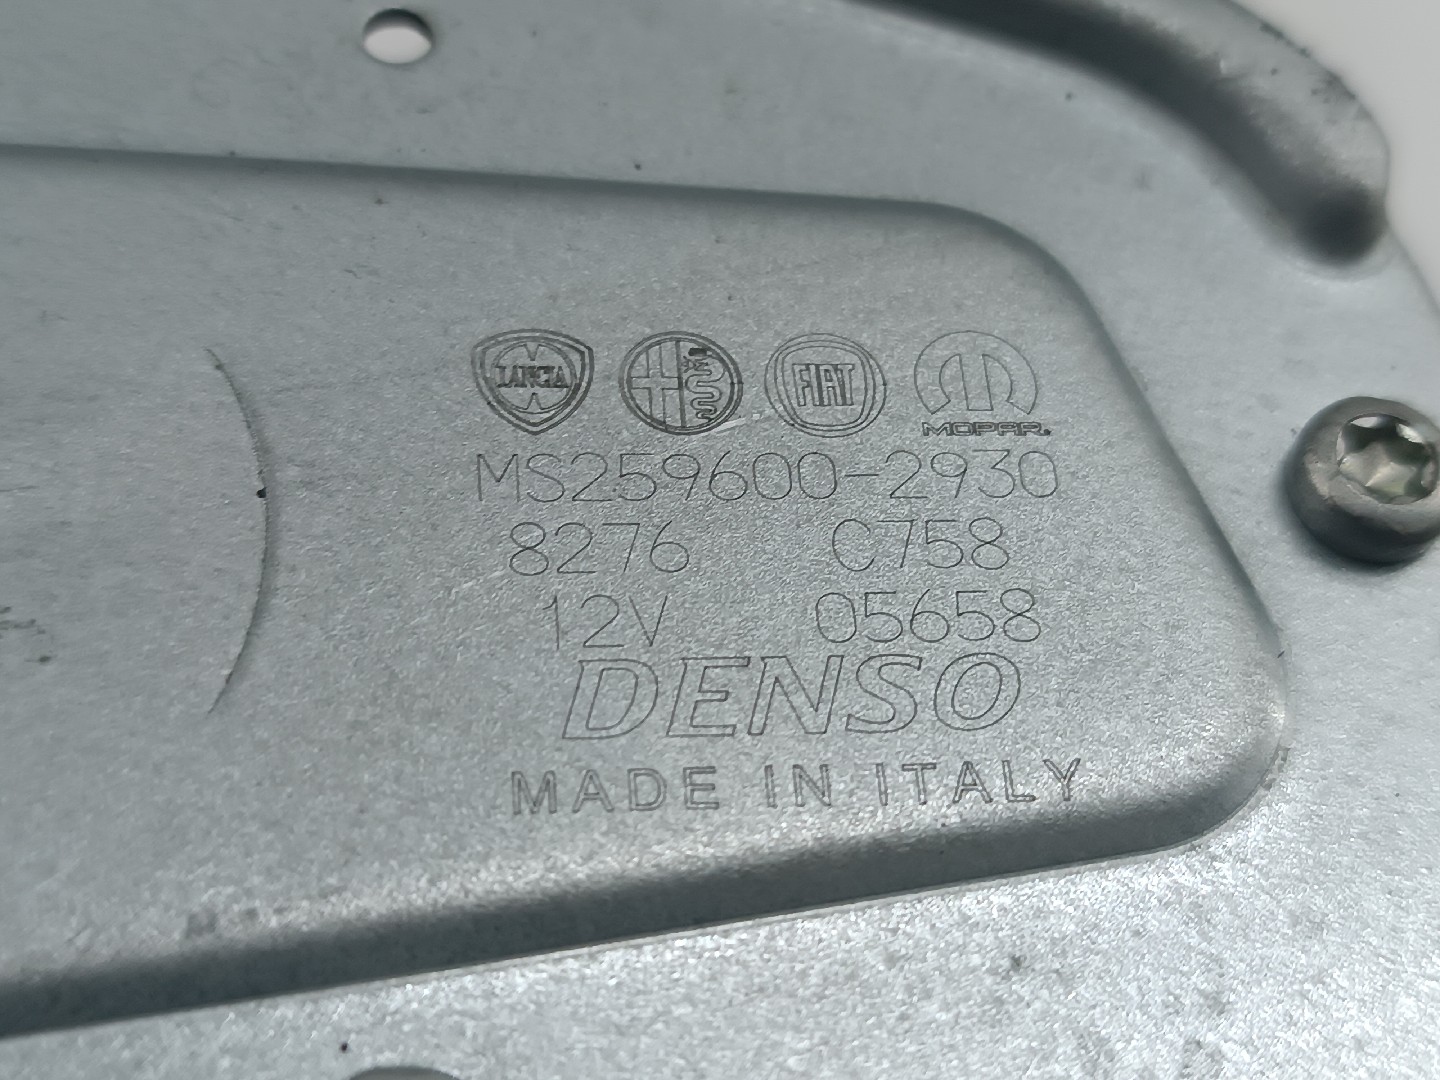 LANCIA FIAT MOPAR.
MS259600-2930
8276 C758
12V 05658
DENSO
MADE IN ITALY